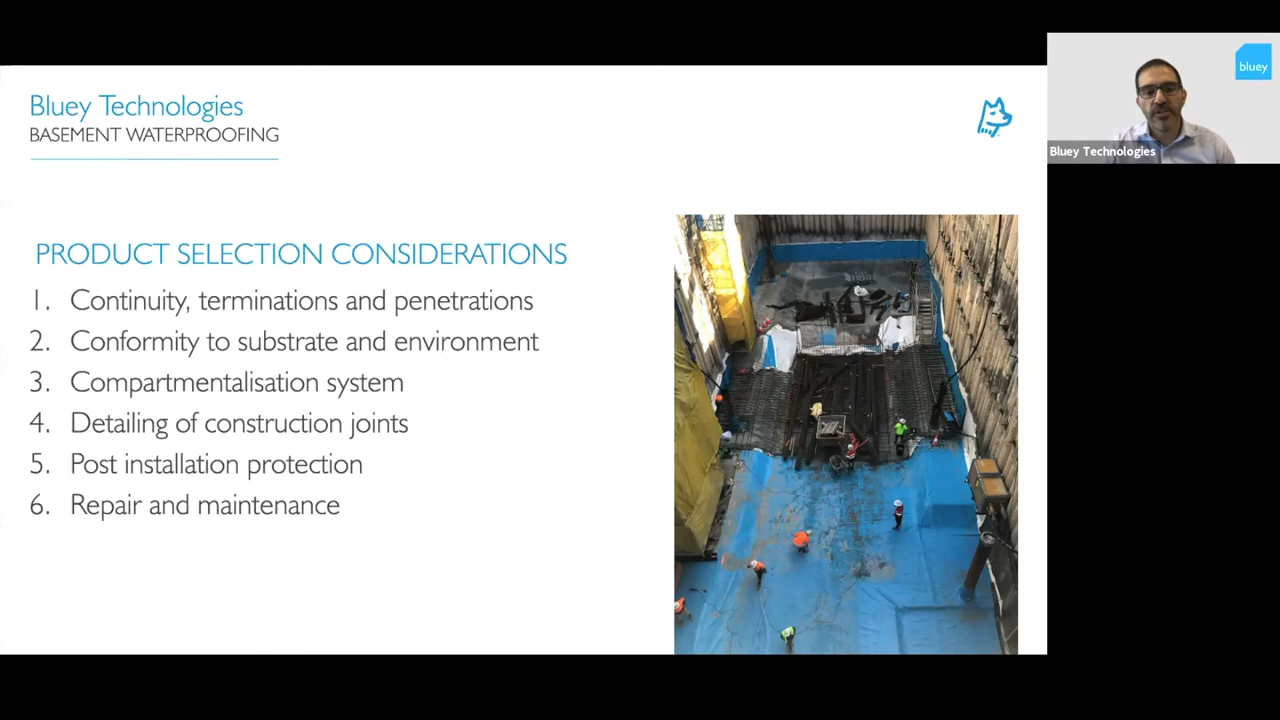 Bluey Technologies
BASEMENT WATERPROOFING
PRODUCT SELECTION CONSIDERATIONS
1. Continuity, terminations and penetrations
2. Conformity to substrate and environment
3. Compartmentalisation system
4. Detailing of construction joints
5. Post installation protection
6. Repair and maintenance
bluey
Bluey Technologies